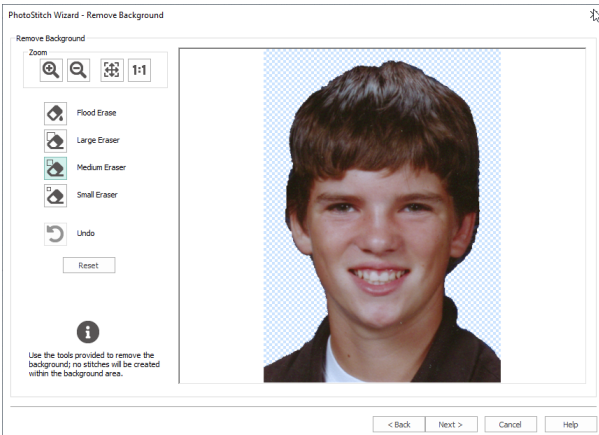 PhotoStitch Wizard - Remove Background
Remove Background
Zoom
1:1
Flood Erase
Large Eraser
Medium Eraser
Small Eraser
Undo
Reset
Use the tools provided to remove the
background; no stitches will be created
within the background area.
< Back
Next >
Cancel
Help